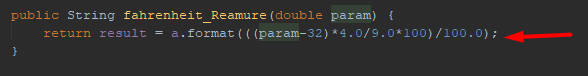 public String fahrenheit_Reamure(double param) {
return result = a.format(((param-32)*4.0/9.0*100)/100.0);
}